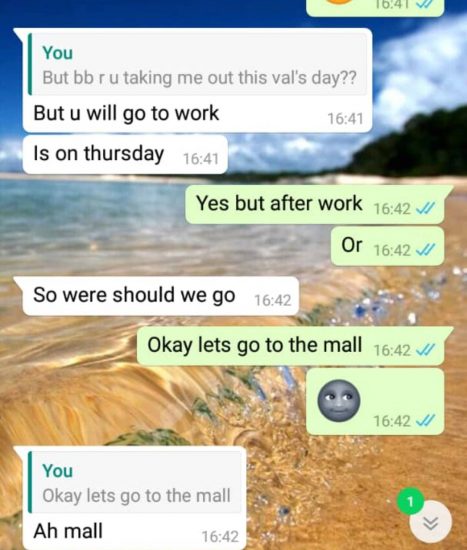 16:41
You
But bb r u taking me out this val's day??
But u will go to work
16:41
Is on thursday
16:41
Yes but after work
16:42
Or
16:42
So were should we go
16:42
Okay lets go to the mall
16:42
16:42
You
Okay lets go to the mall
1
Ah mall
16:42